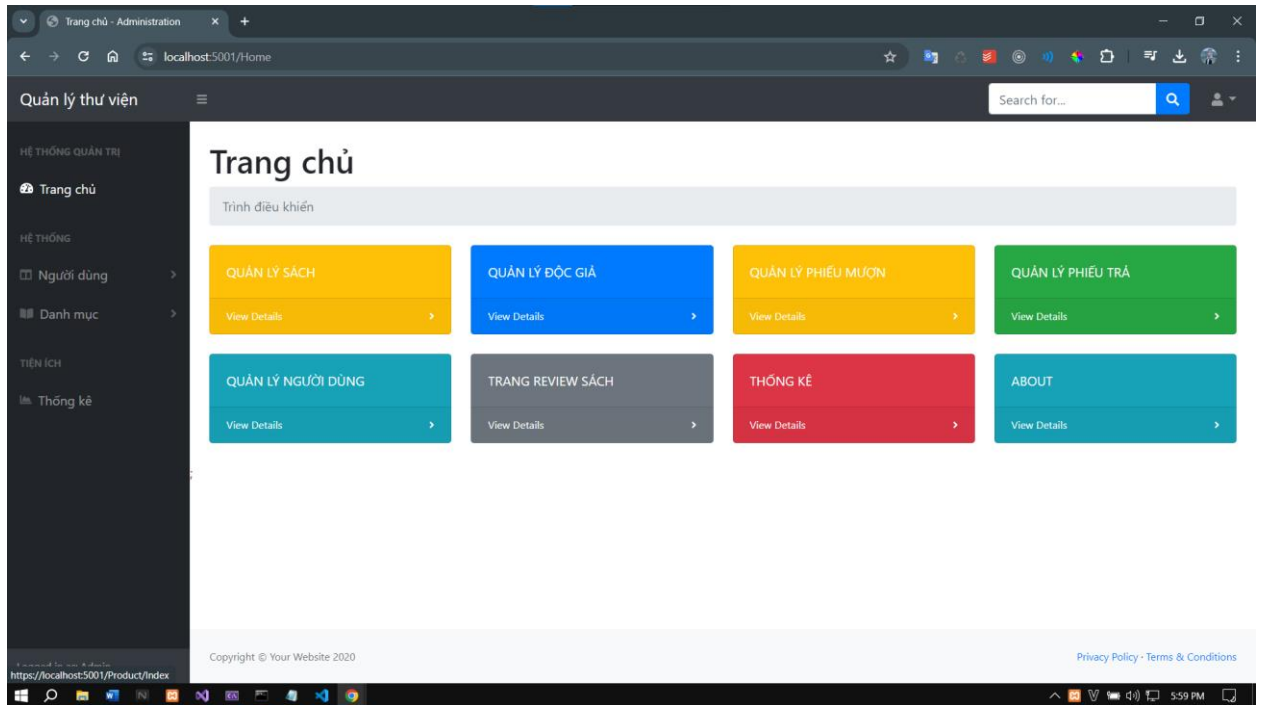 Trang chủ - Administration
localhost:5001/Home
Quản lý thư viện
Search for...
HỆ THỐNG QUẢN TRỊ
Trang chủ
HỆ THỐNG
Người dùng
Danh mục
TIỆN ÍCH
Thống kê
Trang chủ
Trình điều khiển
QUẢN LÝ SÁCH
View Details
QUẢN LÝ ĐỘC GIẢ
View Details
QUẢN LÝ PHIẾU MƯỢN
View Details
QUẢN LÝ PHIẾU TRẢ
View Details
QUẢN LÝ NGƯỜI DÙNG
View Details
TRANG REVIEW SÁCH
View Details
THỐNG KÊ
View Details
ABOUT
View Details
;
Copyright © Your Website 2020
Privacy Policy · Terms & Conditions
https://localhost:5001/Product/Index
5:59 PM